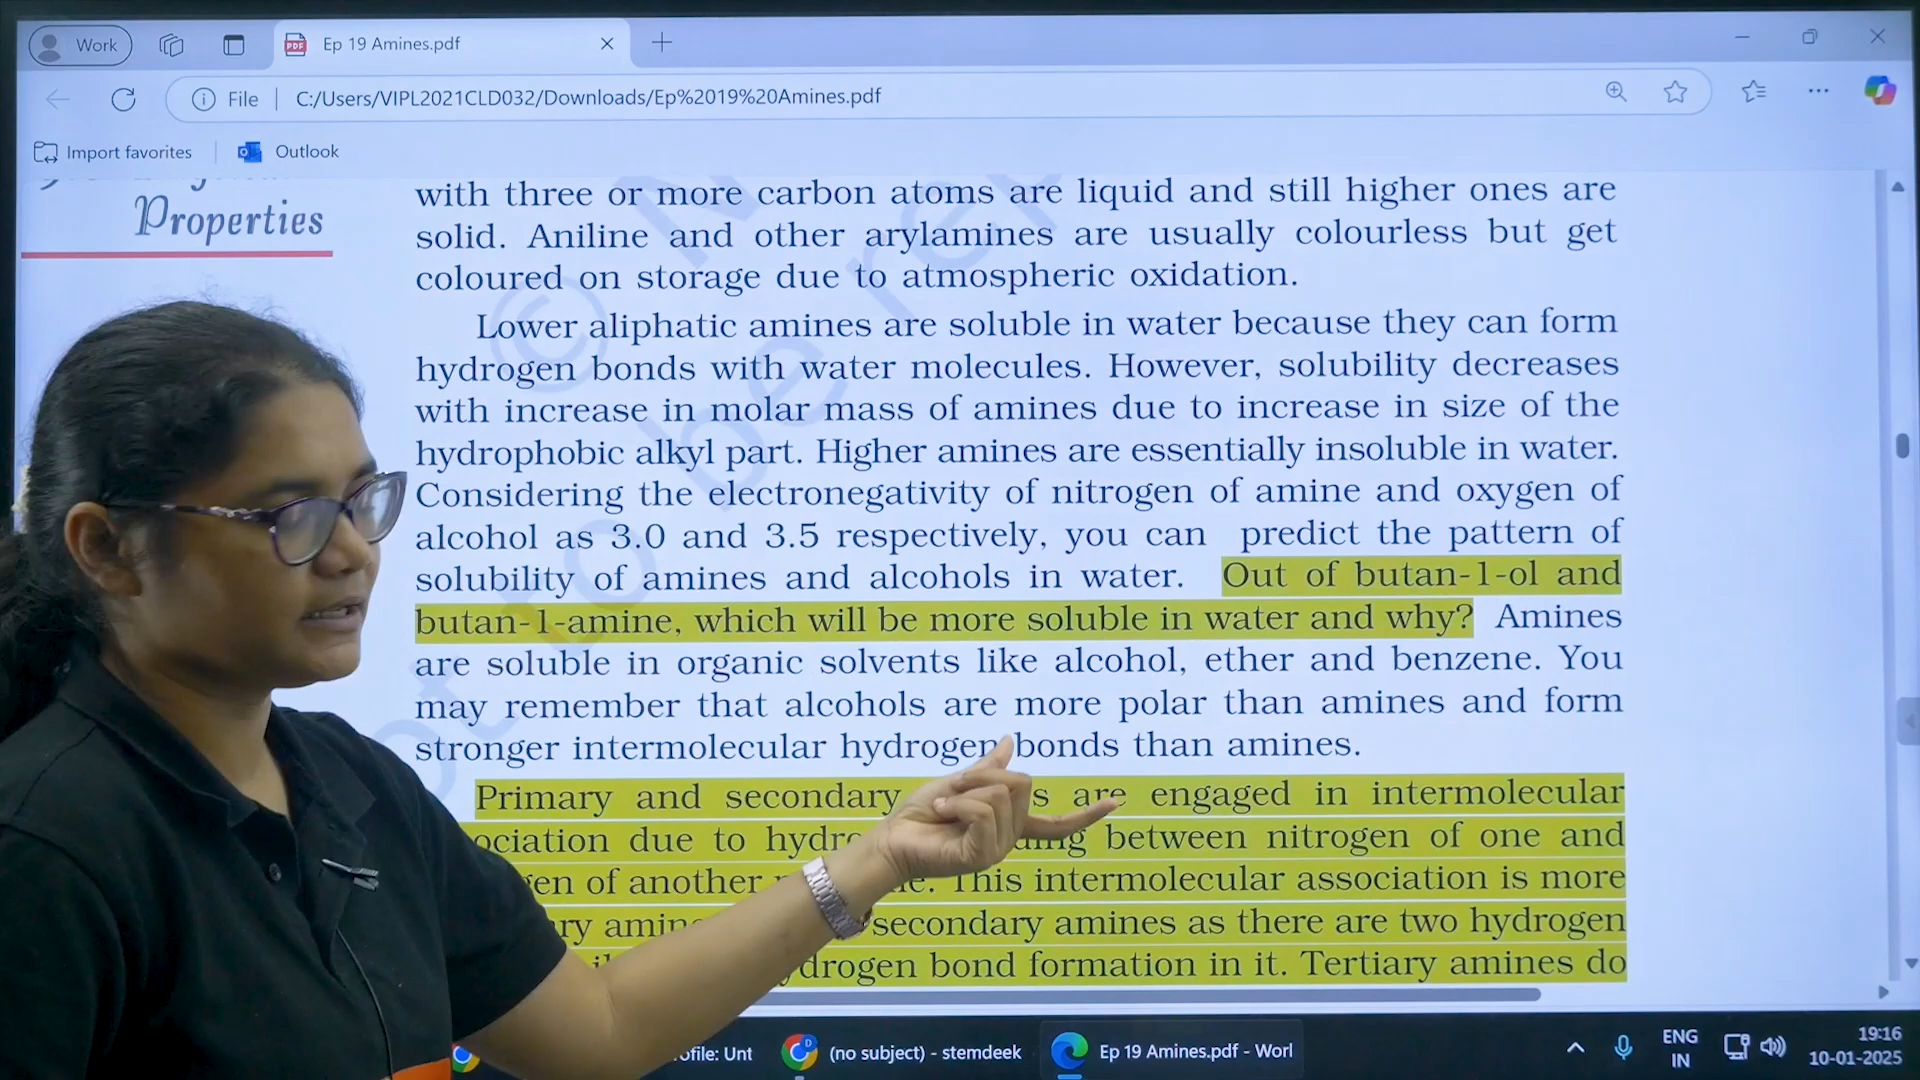 Work
Ep 19 Amines.pdf
File
C:/Users/VIPL2021CLD032/Downloads/Ep%2019%20Amines.pdf
Import favorites
Outlook
Properties
with three or more carbon atoms are liquid and still higher ones are
solid. Aniline and other arylamines are usually colourless but get
coloured on storage due to atmospheric oxidation.
Lower aliphatic amines are soluble in water because they can form
hydrogen bonds with water molecules. However, solubility decreases
with increase in molar mass of amines due to increase in size of the
hydrophobic alkyl part. Higher amines are essentially insoluble in water.
Considering the electronegativity of nitrogen of amine and oxygen of
alcohol as 3.0 and 3.5 respectively, you can predict the pattern of
solubility of amines and alcohols in water. Out of butan-1-ol and
butan-1-amine, which will be more soluble in water and why? Amines
are soluble in organic solvents like alcohol, ether and benzene. You
may remember that alcohols are more polar than amines and form
stronger intermolecular hydrogen bonds than amines.
Primary and secondary are engaged in intermolecular
ociation due to hydro between nitrogen of one and
en of another This intermolecular association is more
ry amin secondary amines as there are two hydrogen
drogen bond formation in it. Tertiary amines do
ofile: Unt
(no subject) - stemdeek
Ep 19 Amines.pdf - Worl
ENG
IN
19:16
10-01-2025